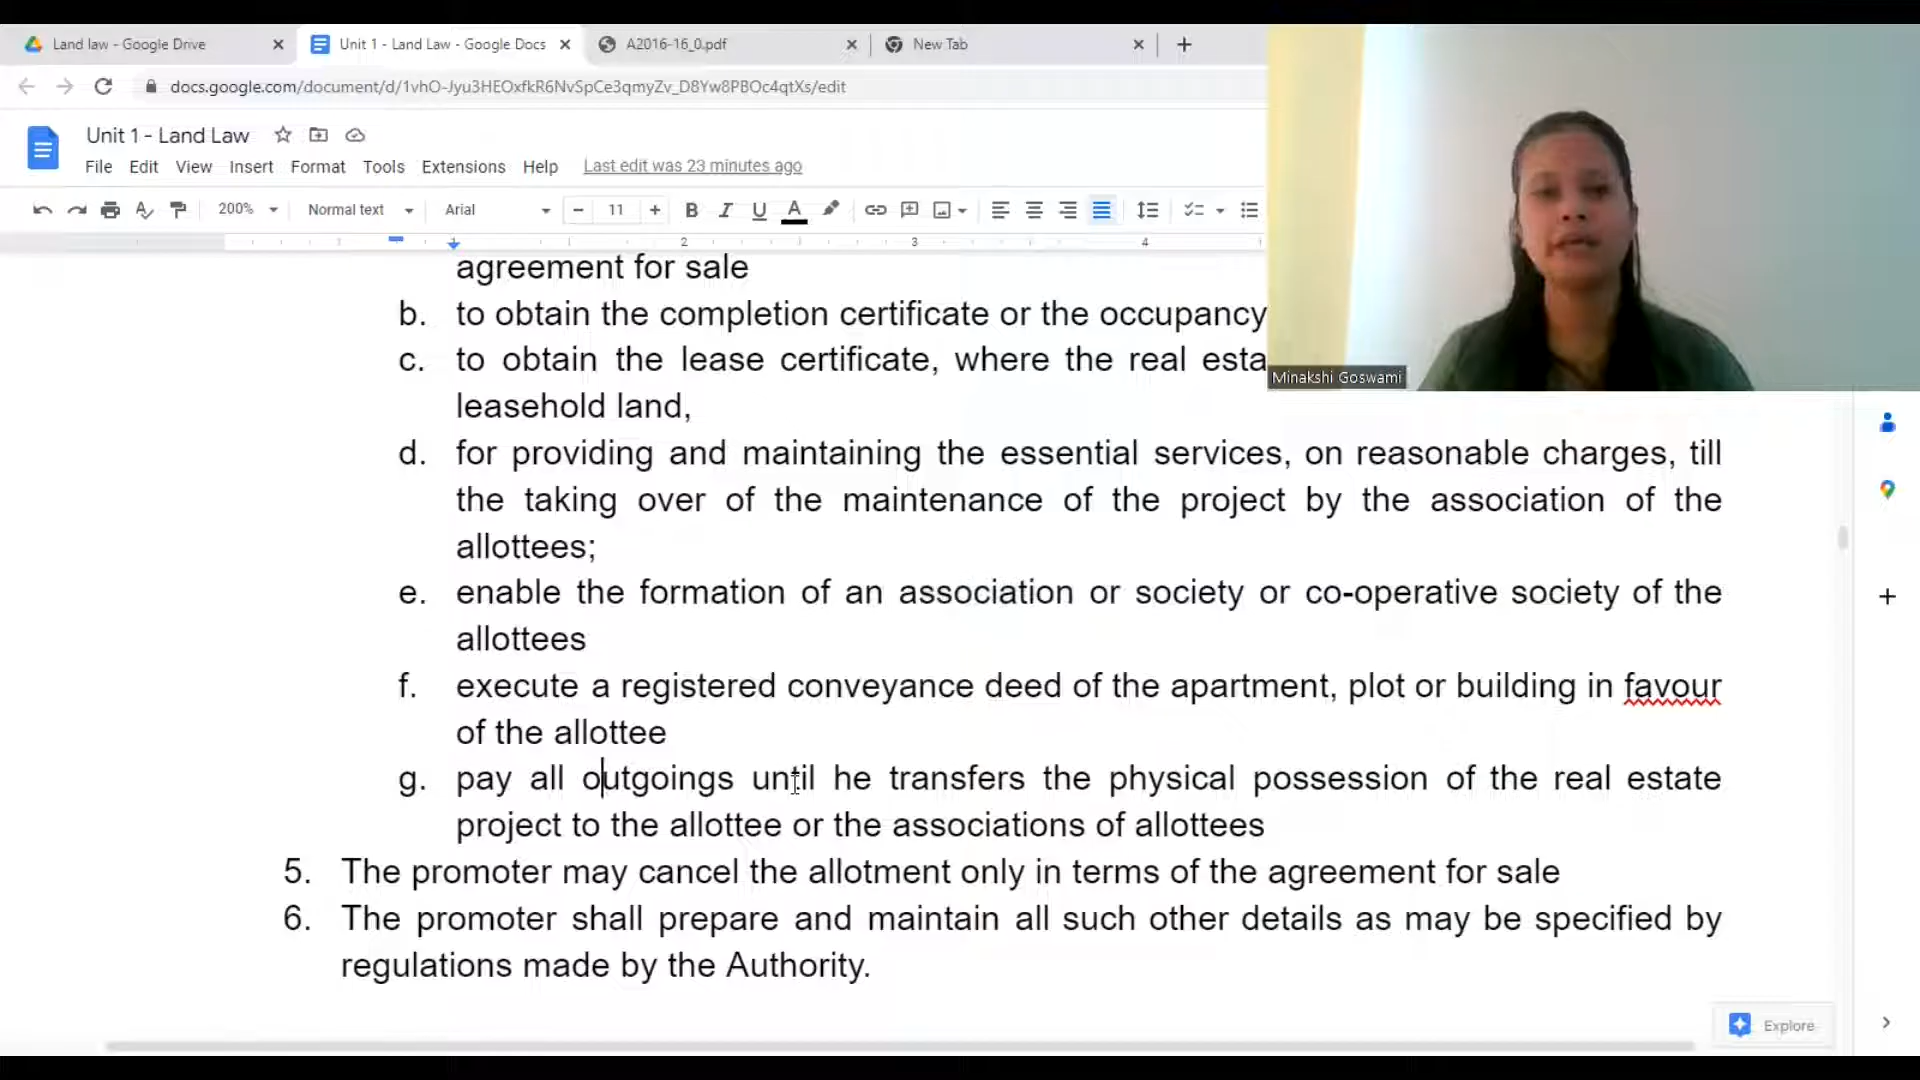 Land law - Google Drive
Unit 1 - Land Law - Google Docs
A2016-16_0.pdf
New Tab
docs.google.com/document/d/1vhO-Jyu3HEOxfkR6NvSpCe3qmyZv_D8Yw8PBOc4qtXs/edit
Unit 1 - Land Law
File Edit View Insert Format Tools Extensions Help Last edit was 23 minutes ago
200% Normal text Arial 11
2 3 4
agreement for sale
b. to obtain the completion certificate or the occupancy
c. to obtain the lease certificate, where the real esta
leasehold land,
Minakshi Goswami
d. for providing and maintaining the essential services, on reasonable charges, till
the taking over of the maintenance of the project by the association of the
allottees;
e. enable the formation of an association or society or co-operative society of the
allottees
f. execute a registered conveyance deed of the apartment, plot or building in favour
of the allottee
g. pay all outgoings until he transfers the physical possession of the real estate
project to the allottee or the associations of allottees
5. The promoter may cancel the allotment only in terms of the agreement for sale
6. The promoter shall prepare and maintain all such other details as may be specified by
regulations made by the Authority.
Explore